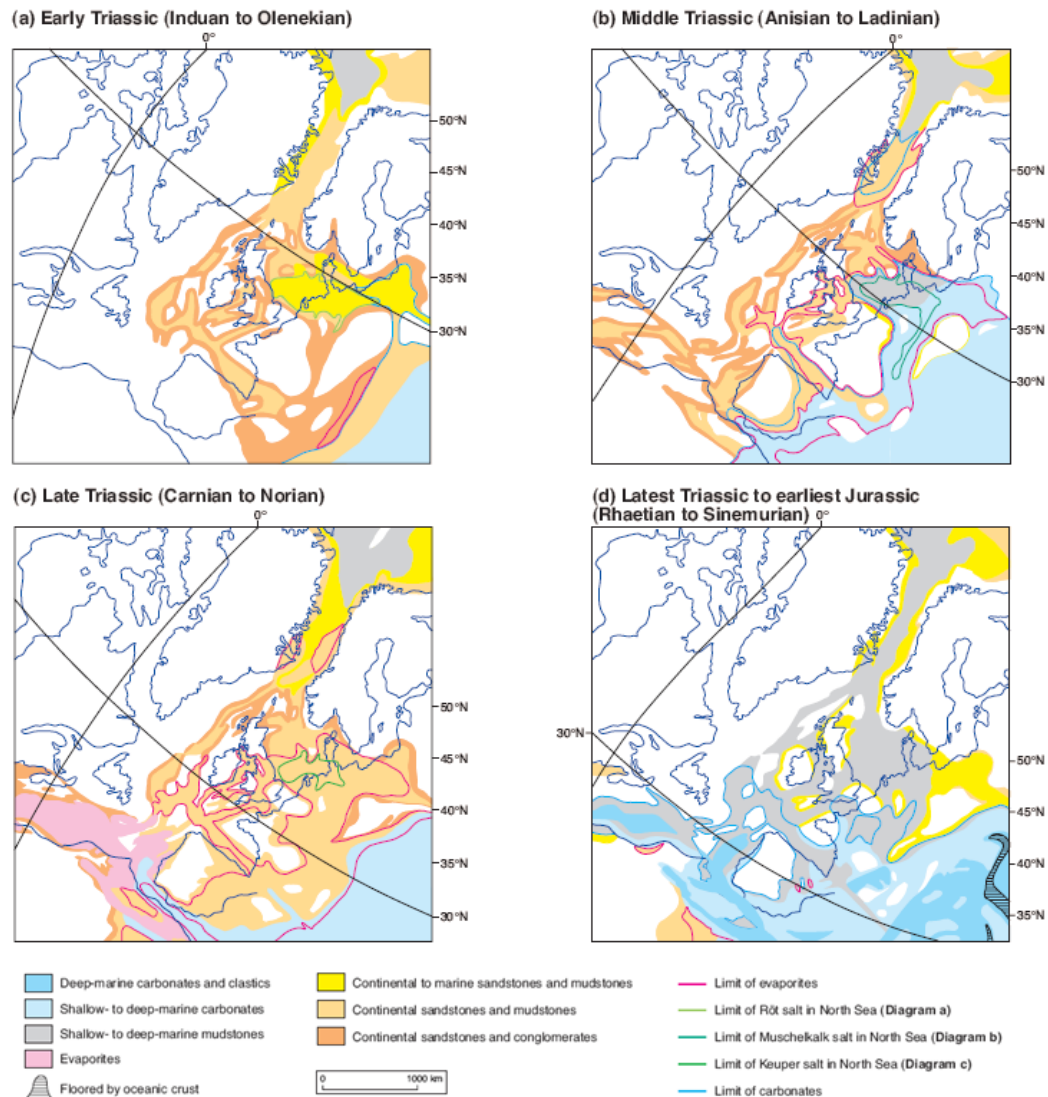 (a) Early Triassic (Induan to Olenekian)
0°
50°N
45°N
40°N
35°N
30°N
(b) Middle Triassic (Anisian to Ladinian)
0°
50°N
45°N
40°N
35°N
30°N
(c) Late Triassic (Carnian to Norian)
0°
50°N
45°N
40°N
35°N
30°N
(d) Latest Triassic to earliest Jurassic
(Rhaetian to Sinemurian)
0°
30°N
50°N
45°N
40°N
35°N
Deep-marine carbonates and clastics
Shallow- to deep-marine carbonates
Shallow- to deep-marine mudstones
Evaporites
Floored by oceanic crust
Continental to marine sandstones and mudstones
Continental sandstones and mudstones
Continental sandstones and conglomerates
0 1000 km
Limit of evaporites
Limit of Röt salt in North Sea (Diagram a)
Limit of Muschelkalk salt in North Sea (Diagram b)
Limit of Keuper salt in North Sea (Diagram c)
Limit of carbonates